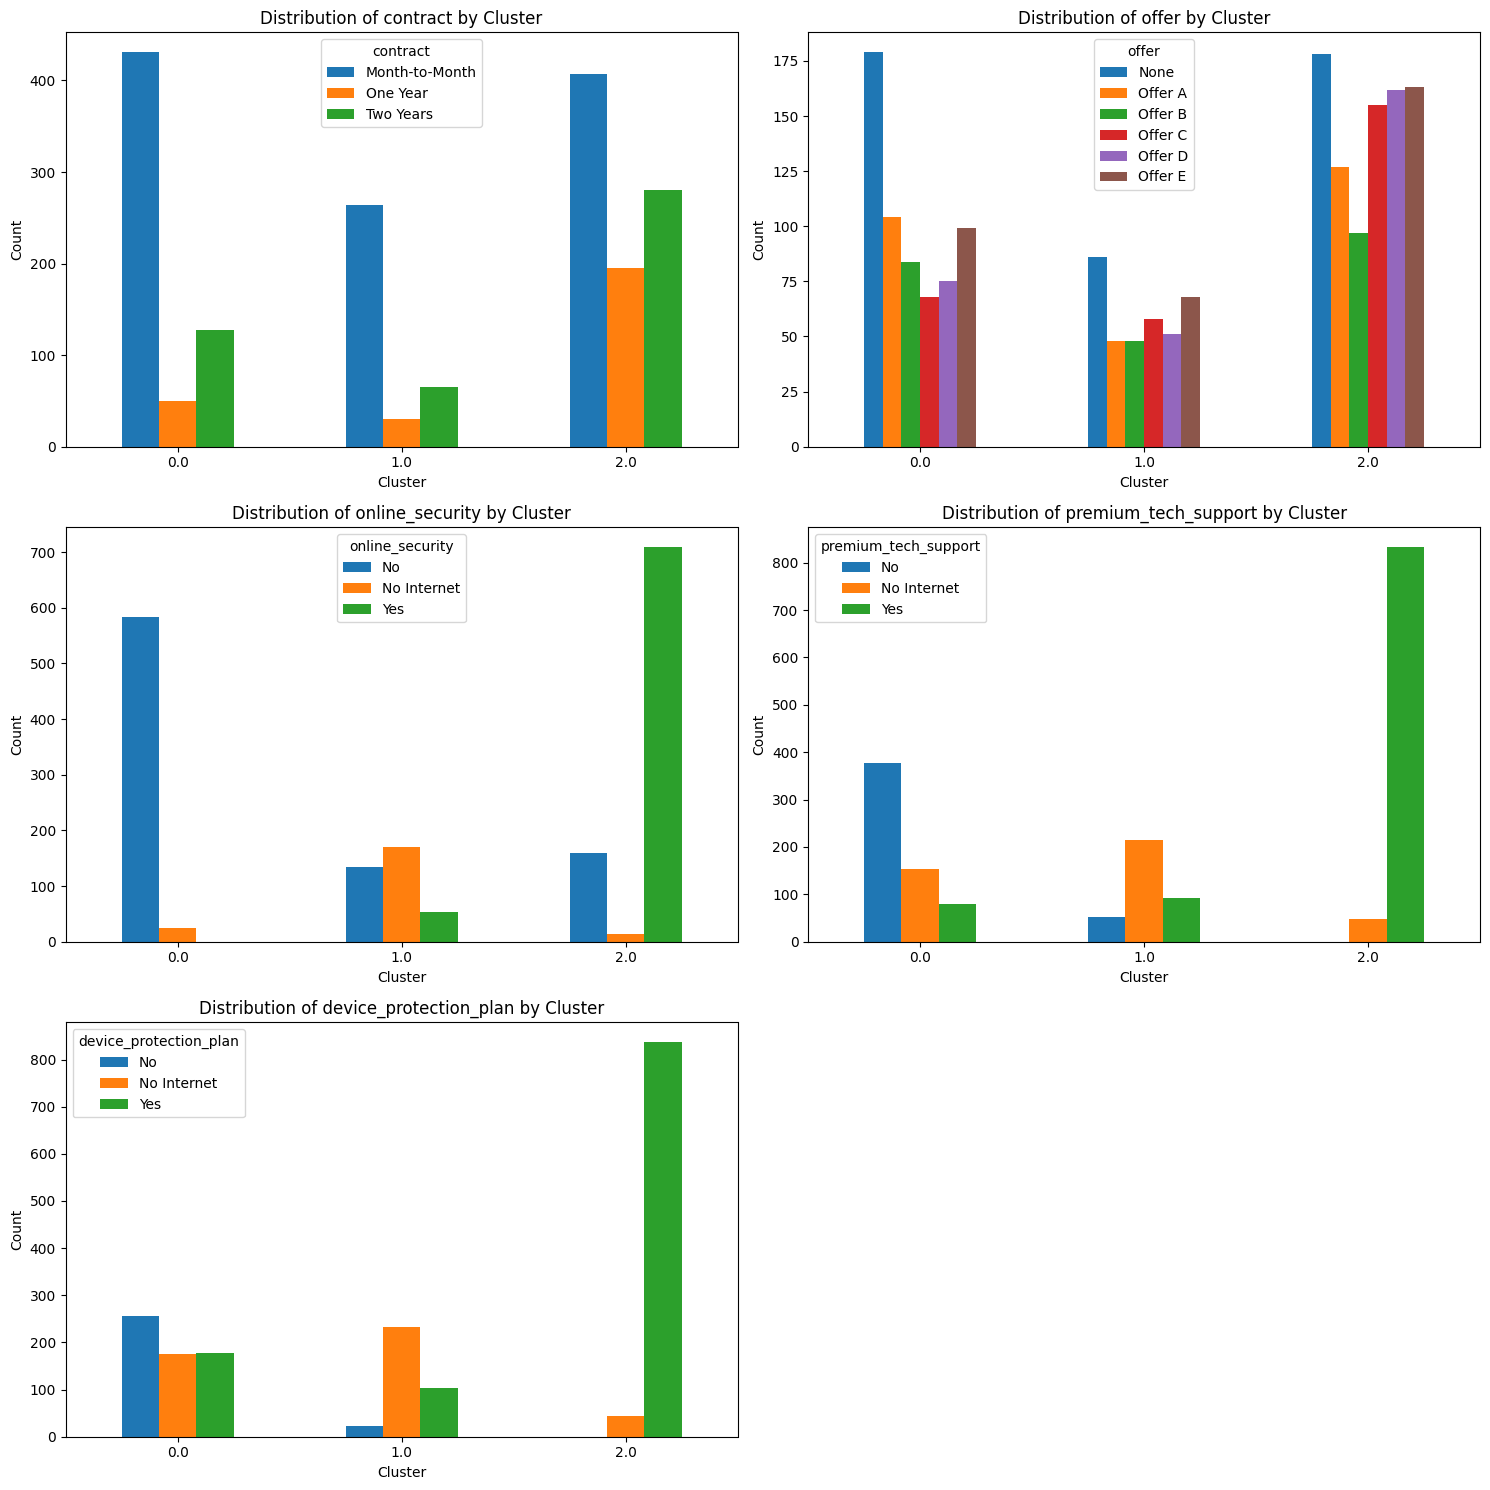 Distribution of contract by Cluster
contract
Month-to-Month
One Year
Two Years
400
300
200
100
0
Count
0.0 1.0 2.0
Cluster
Distribution of offer by Cluster
offer
None
Offer A
Offer B
Offer C
Offer D
Offer E
175
150
125
100
75
50
25
0
Count
0.0 1.0 2.0
Cluster
Distribution of online_security by Cluster
online_security
No
No Internet
Yes
700
600
500
400
300
200
100
0
Count
0.0 1.0 2.0
Cluster
Distribution of premium_tech_support by Cluster
premium_tech_support
No
No Internet
Yes
800
700
600
500
400
300
200
100
0
Count
0.0 1.0 2.0
Cluster
Distribution of device_protection_plan by Cluster
device_protection_plan
No
No Internet
Yes
800
700
600
500
400
300
200
100
0
Count
0.0 1.0 2.0
Cluster